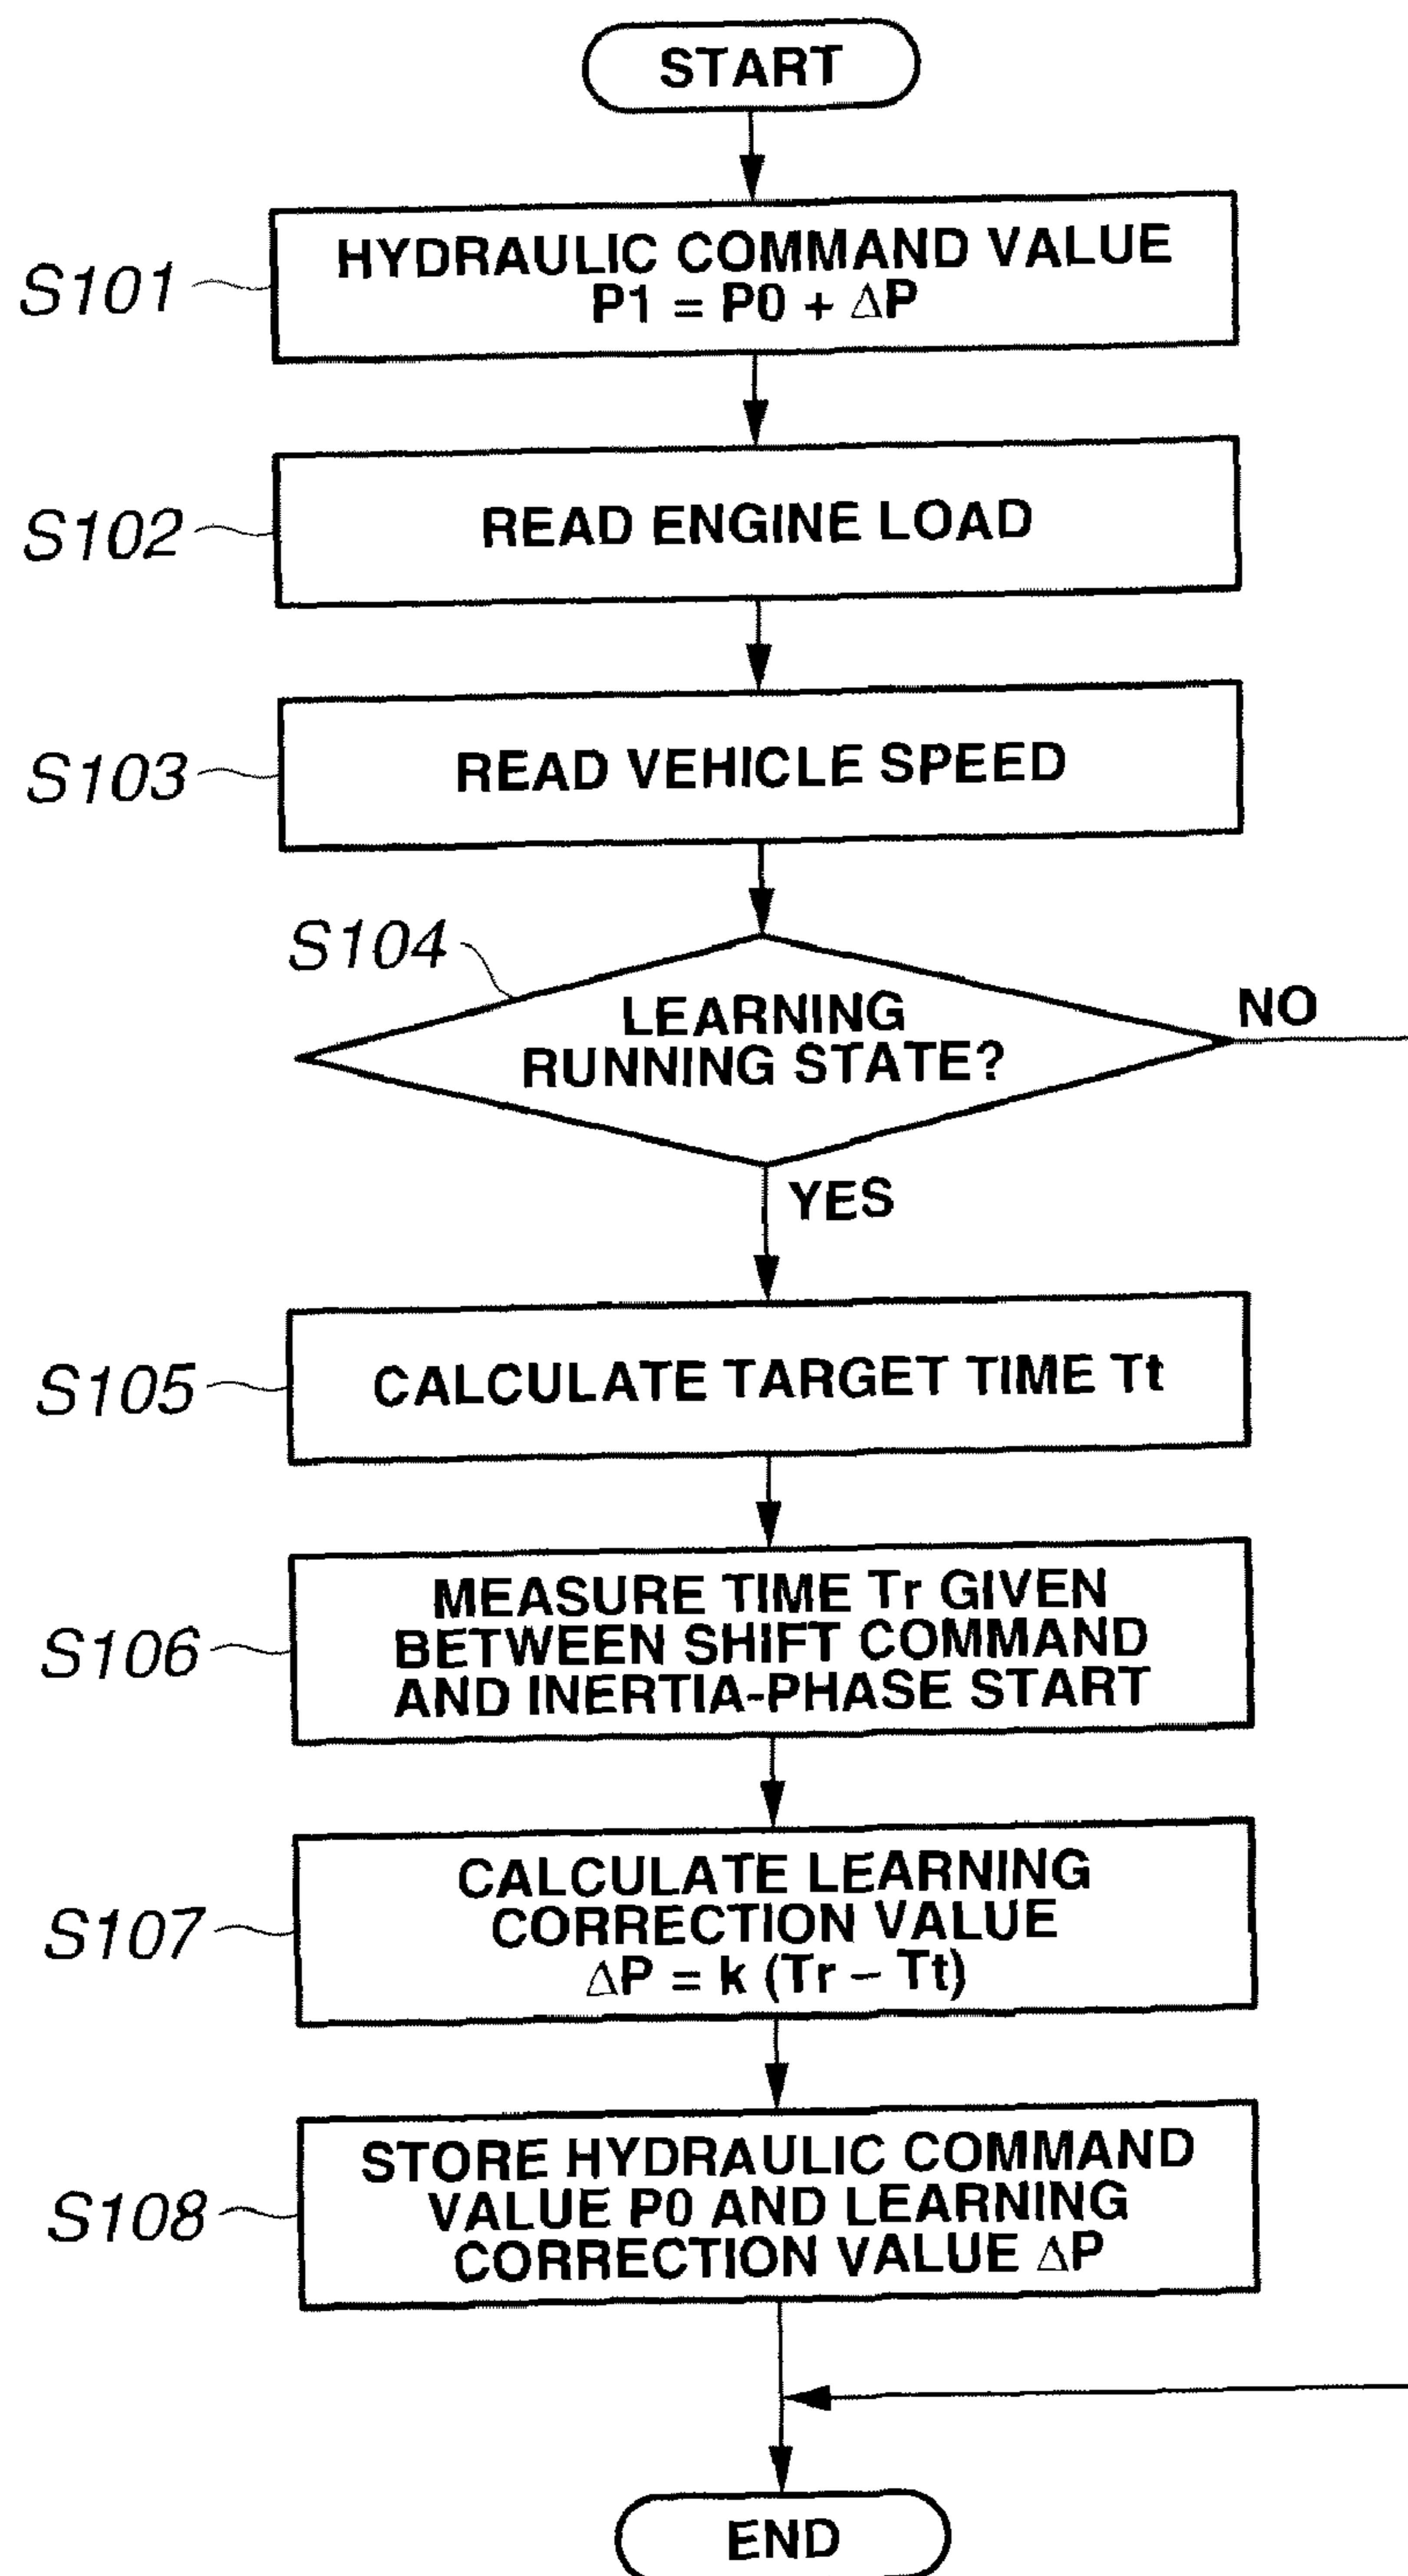 START
S101
HYDRAULIC COMMAND VALUE
P1 = P0 + ΔP
S102
READ ENGINE LOAD
S103
READ VEHICLE SPEED
S104
LEARNING
RUNNING STATE?
NO
YES
S105
CALCULATE TARGET TIME Tt
S106
MEASURE TIME Tr GIVEN
BETWEEN SHIFT COMMAND
AND INERTIA-PHASE START
S107
CALCULATE LEARNING
CORRECTION VALUE
ΔP = k (Tr – Tt)
S108
STORE HYDRAULIC COMMAND
VALUE P0 AND LEARNING
CORRECTION VALUE ΔP
END